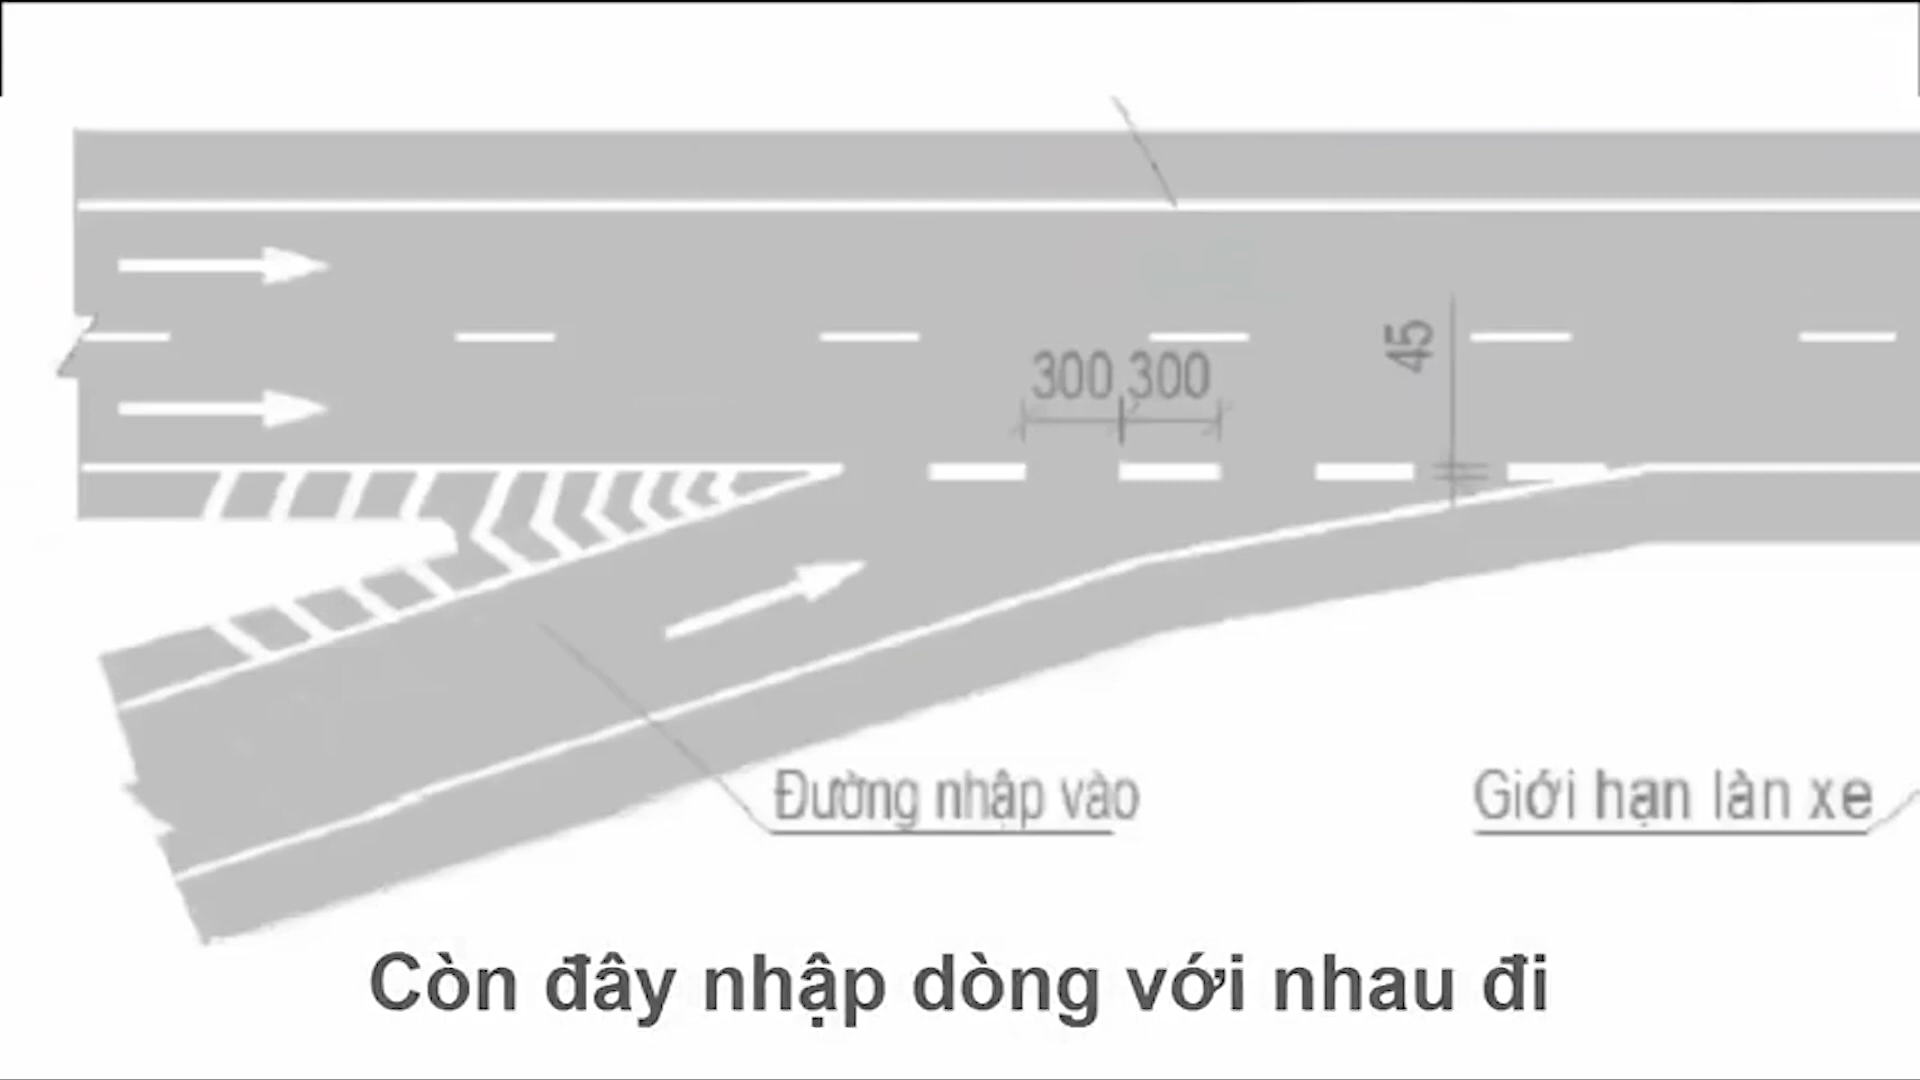 45
300 300
Đường nhập vào
Giới hạn làn xe
Còn đây nhập dòng với nhau đi